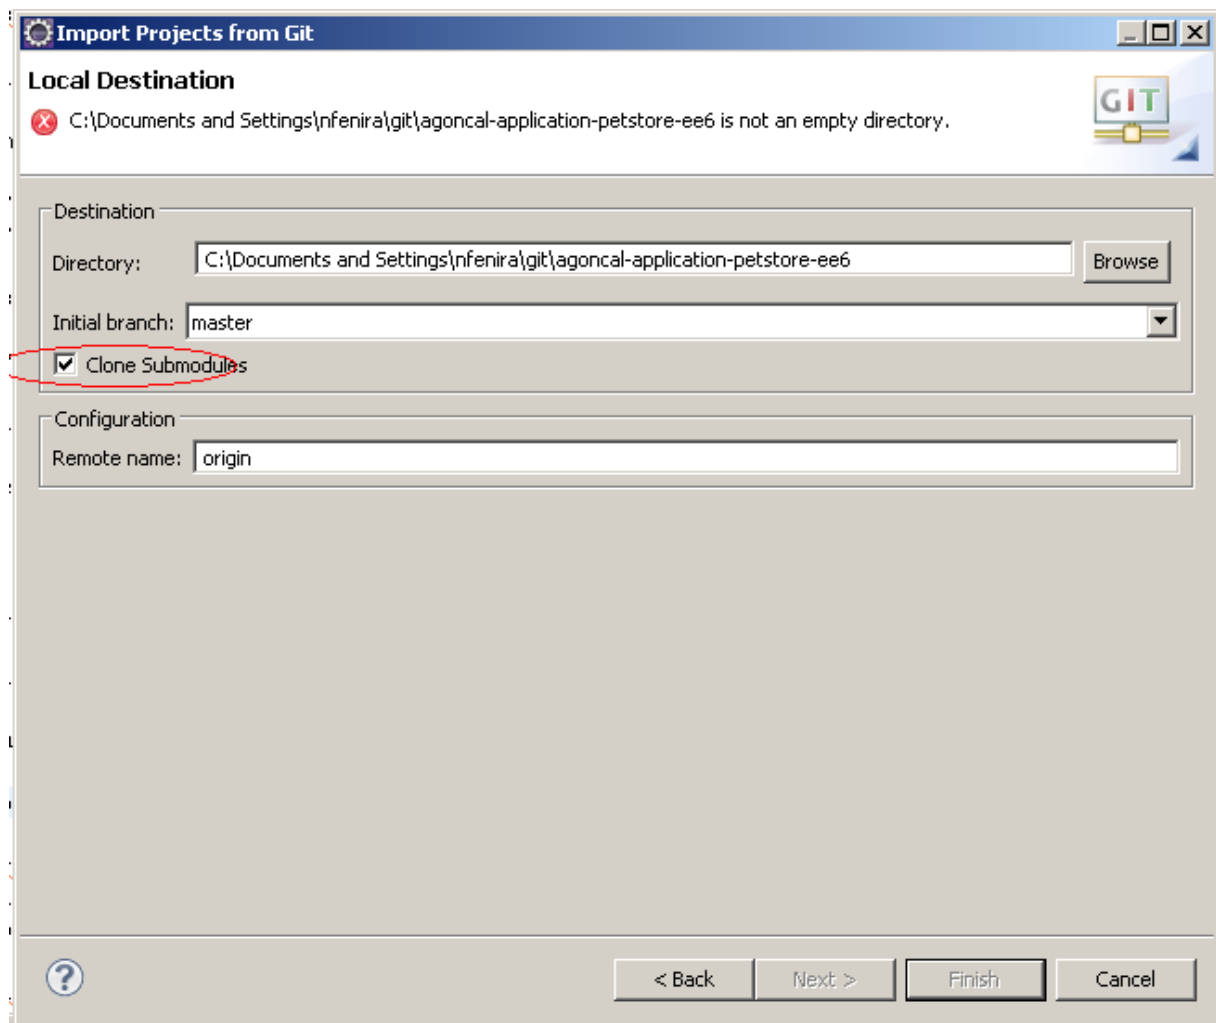 Import Projects from Git
Local Destination
C:\Documents and Settings\nfenira\git\agoncal-application-petstore-ee6 is not an empty directory.
GIT
Destination
Directory: C:\Documents and Settings\nfenira\git\agoncal-application-petstore-ee6 Browse
Initial branch: master
Clone Submodules
Configuration
Remote name: origin
? < Back Next > Finish Cancel